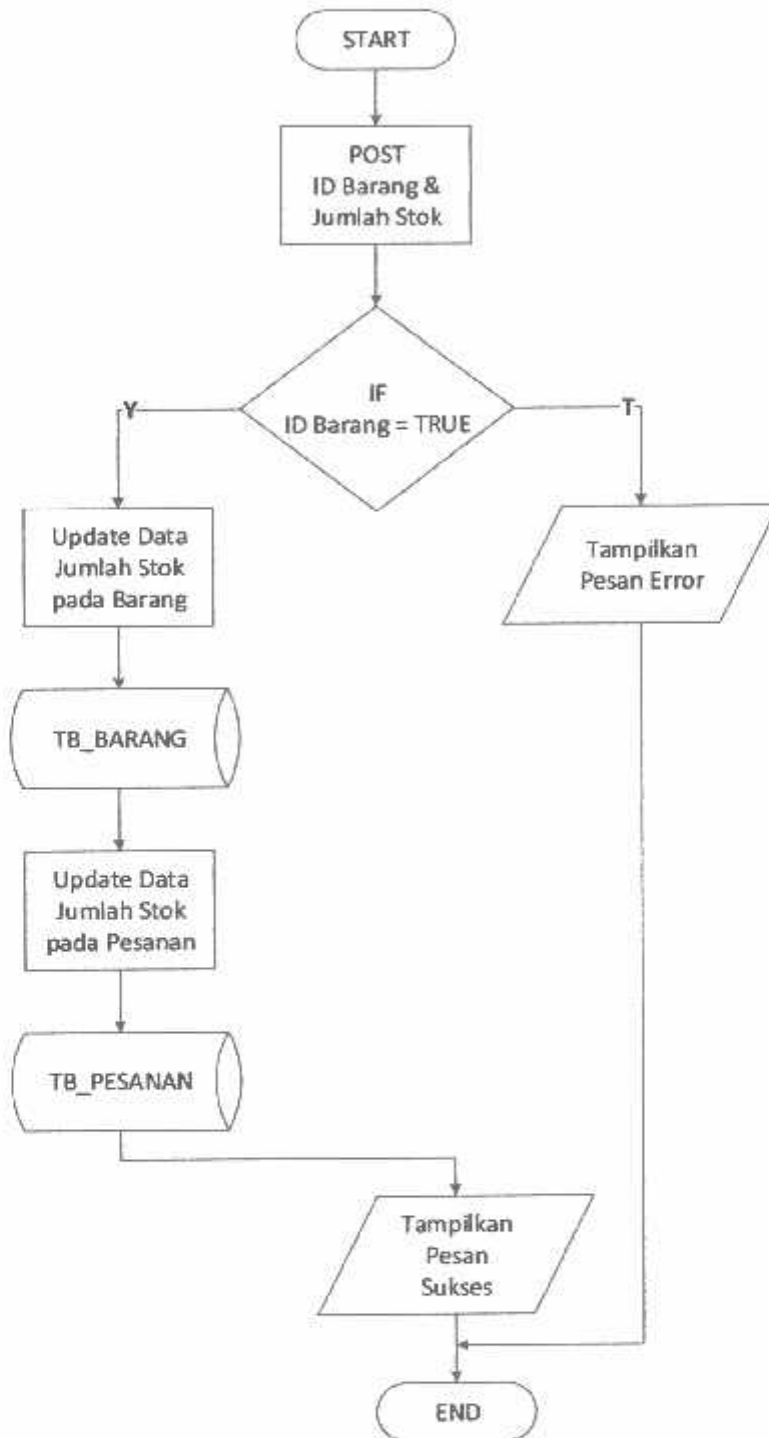 START
POST
ID Barang &
Jumlah Stok
IF
ID Barang = TRUE
Y
T
Update Data
Jumlah Stok
pada Barang
Tampilkan
Pesan Error
TB_BARANG
Update Data
Jumlah Stok
pada Pesanan
TB_PESANAN
Tampilkan
Pesan
Sukses
END